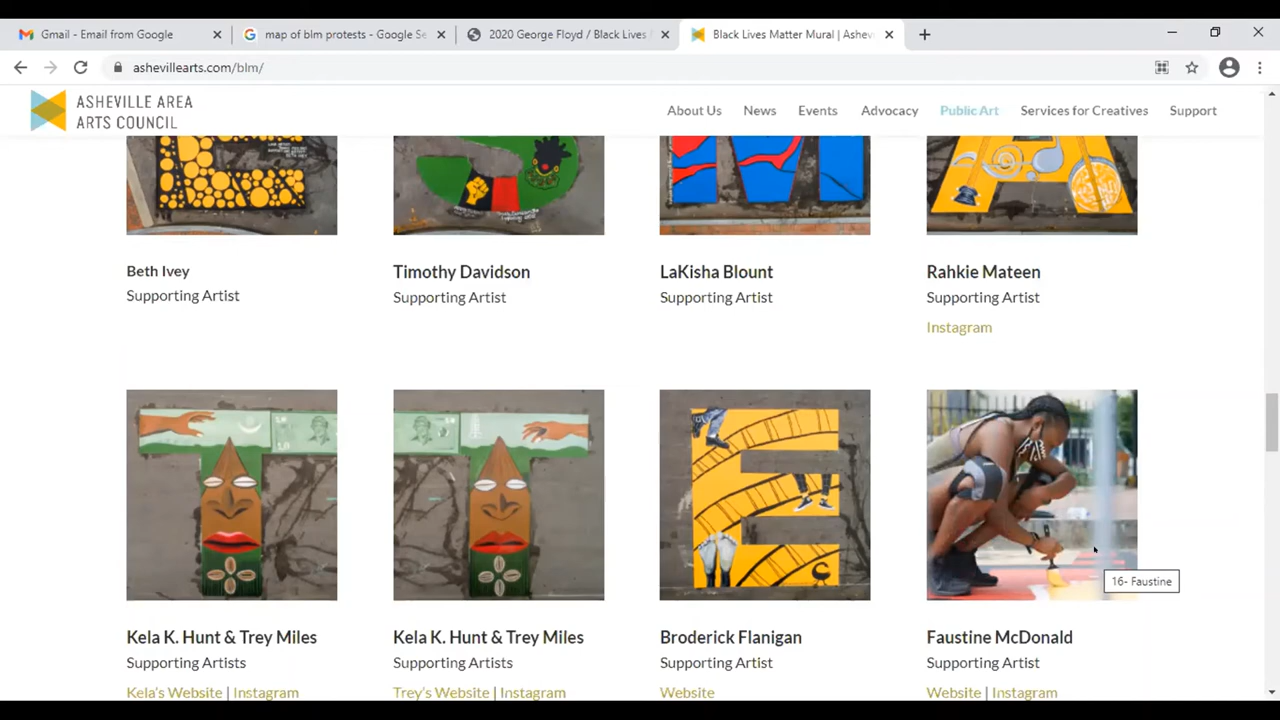 Gmail - Email from Google
map of blm protests - Google Se
2020 George Floyd / Black Lives
Black Lives Matter Mural | Ashev
ashevillearts.com/blm/
ASHEVILLE AREA
ARTS COUNCIL
About Us
News
Events
Advocacy
Public Art
Services for Creatives
Support
Beth Ivey
Supporting Artist
Timothy Davidson
Supporting Artist
LaKisha Blount
Supporting Artist
Rahkie Mateen
Supporting Artist
Instagram
16- Faustine
Kela K. Hunt & Trey Miles
Supporting Artists
Kela's Website | Instagram
Kela K. Hunt & Trey Miles
Supporting Artists
Trey's Website | Instagram
Broderick Flanigan
Supporting Artist
Website
Faustine McDonald
Supporting Artist
Website | Instagram